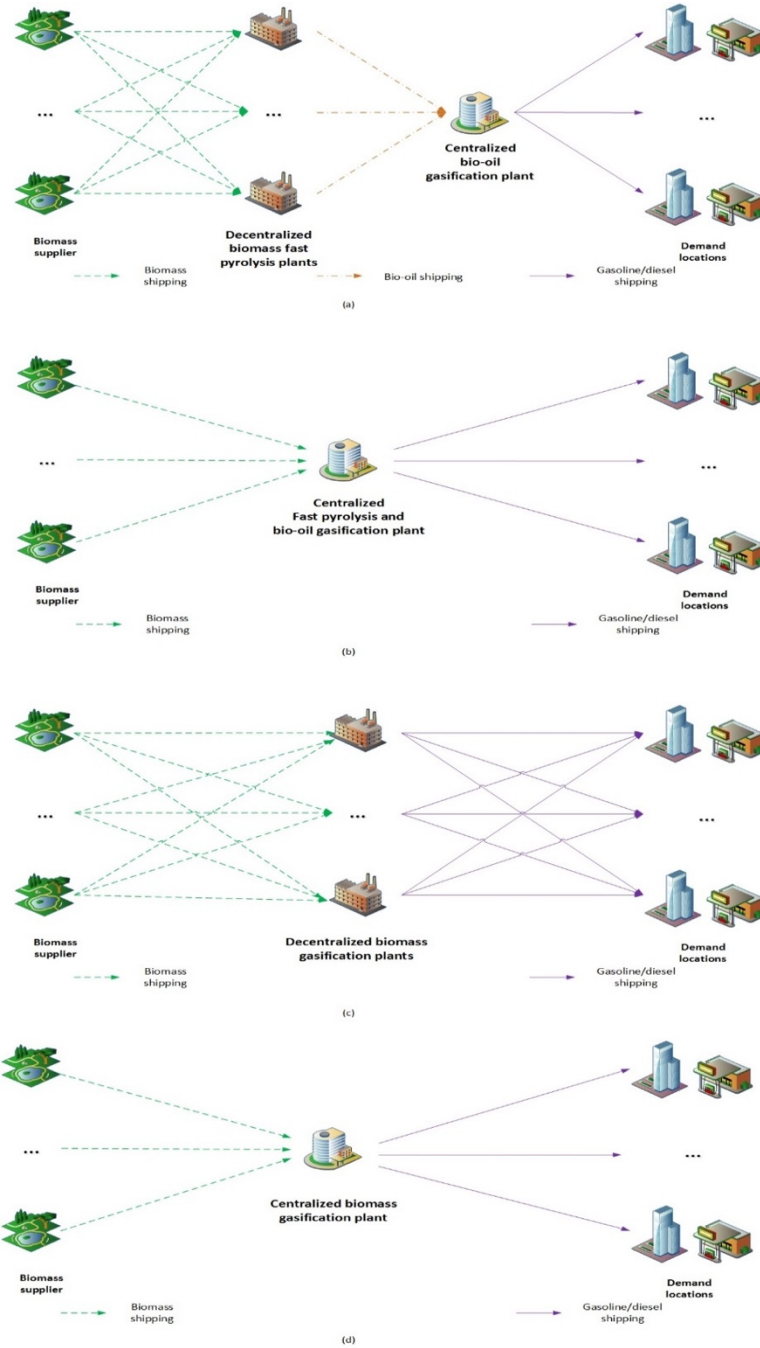 ...
...
...
Centralized
bio-oil
gasification plant
Biomass
supplier
Decentralized
biomass fast
pyrolysis plants
Demand
locations
Biomass
shipping
Bio-oil shipping
Gasoline/diesel
shipping
(a)
...
...
Centralized
Fast pyrolysis and
bio-oil gasification plant
Biomass
supplier
Demand
locations
Biomass
shipping
Gasoline/diesel
shipping
(b)
...
...
...
Biomass
supplier
Decentralized biomass
gasification plants
Demand
locations
Biomass
shipping
Gasoline/diesel
shipping
(c)
...
...
Centralized biomass
gasification plant
Biomass
supplier
Demand
locations
Biomass
shipping
Gasoline/diesel
shipping
(d)